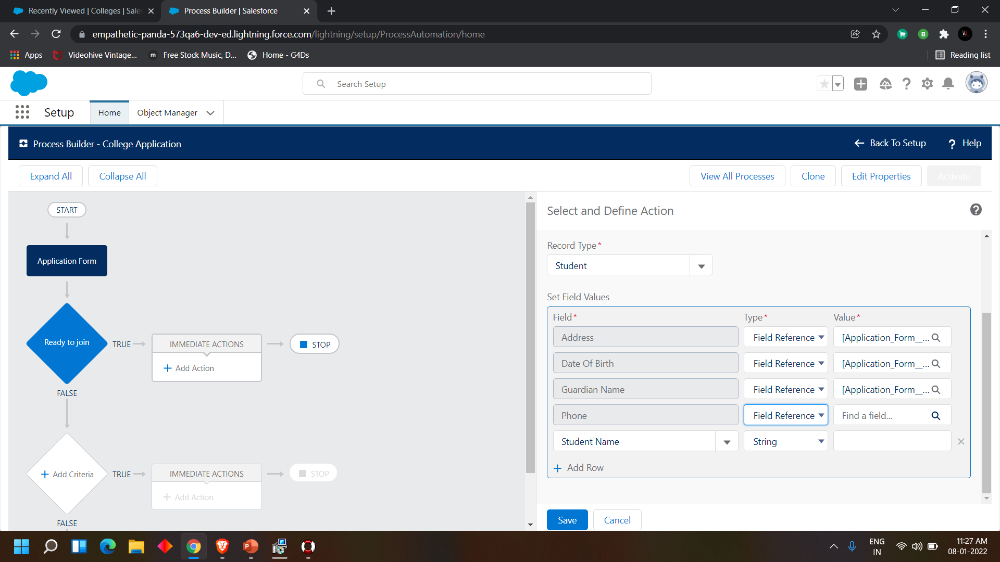 Recently Viewed | Colleges | Sale
Process Builder | Salesforce
empathetic-panda-573qa6-dev-ed.lightning.force.com/lightning/setup/ProcessAutomation/home
Apps
Videohive Vintage...
m
Free Stock Music, D...
Home - G4Ds
Reading list
Search Setup
Setup
Home
Object Manager
Process Builder - College Application
Back To Setup
? Help
Expand All
Collapse All
View All Processes
Clone
Edit Properties
Activate
START
Application Form
Ready to join
TRUE
IMMEDIATE ACTIONS
+ Add Action
STOP
FALSE
+ Add Criteria
TRUE
IMMEDIATE ACTIONS
+ Add Action
STOP
FALSE
Select and Define Action
Record Type*
Student
Set Field Values
Field* Type* Value*
Address Field Reference [Application_Form__...
Date Of Birth Field Reference [Application_Form__...
Guardian Name Field Reference [Application_Form__...
Phone Field Reference Find a field...
Student Name String
+ Add Row
Save
Cancel
ENG
IN
11:27 AM
08-01-2022